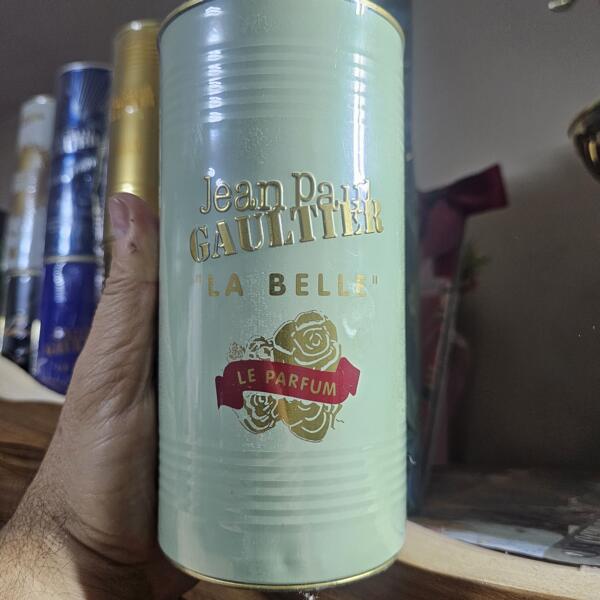 Jean Paul
GAULTIER
"LA BELLE"
LE PARFUM